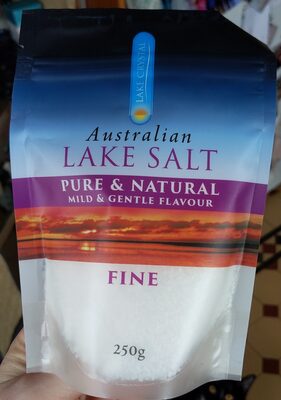 LAKE CRYSTAL
Australian
LAKE SALT
PURE & NATURAL
MILD & GENTLE FLAVOUR
FINE
250g